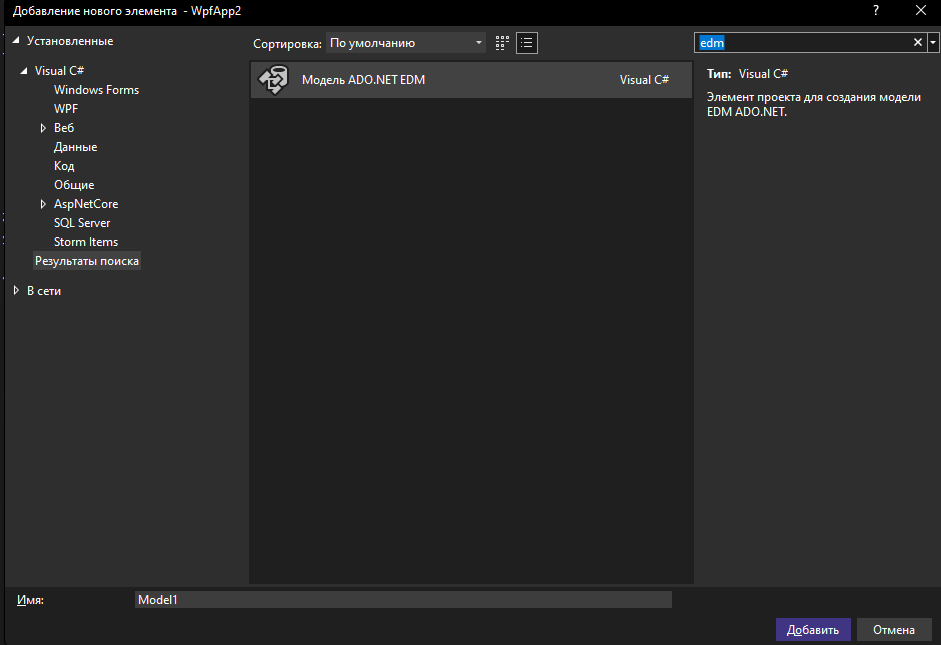 Добавление нового элемента - WpfApp2
?
Установленные
Сортировка: По умолчанию
edm
Visual C#
Windows Forms
WPF
Веб
Данные
Код
Общие
AspNetCore
SQL Server
Storm Items
Результаты поиска
В сети
Модель ADO.NET EDM Visual C#
Тип: Visual C#
Элемент проекта для создания модели
EDM ADO.NET.
Имя: Model1
Добавить Отмена